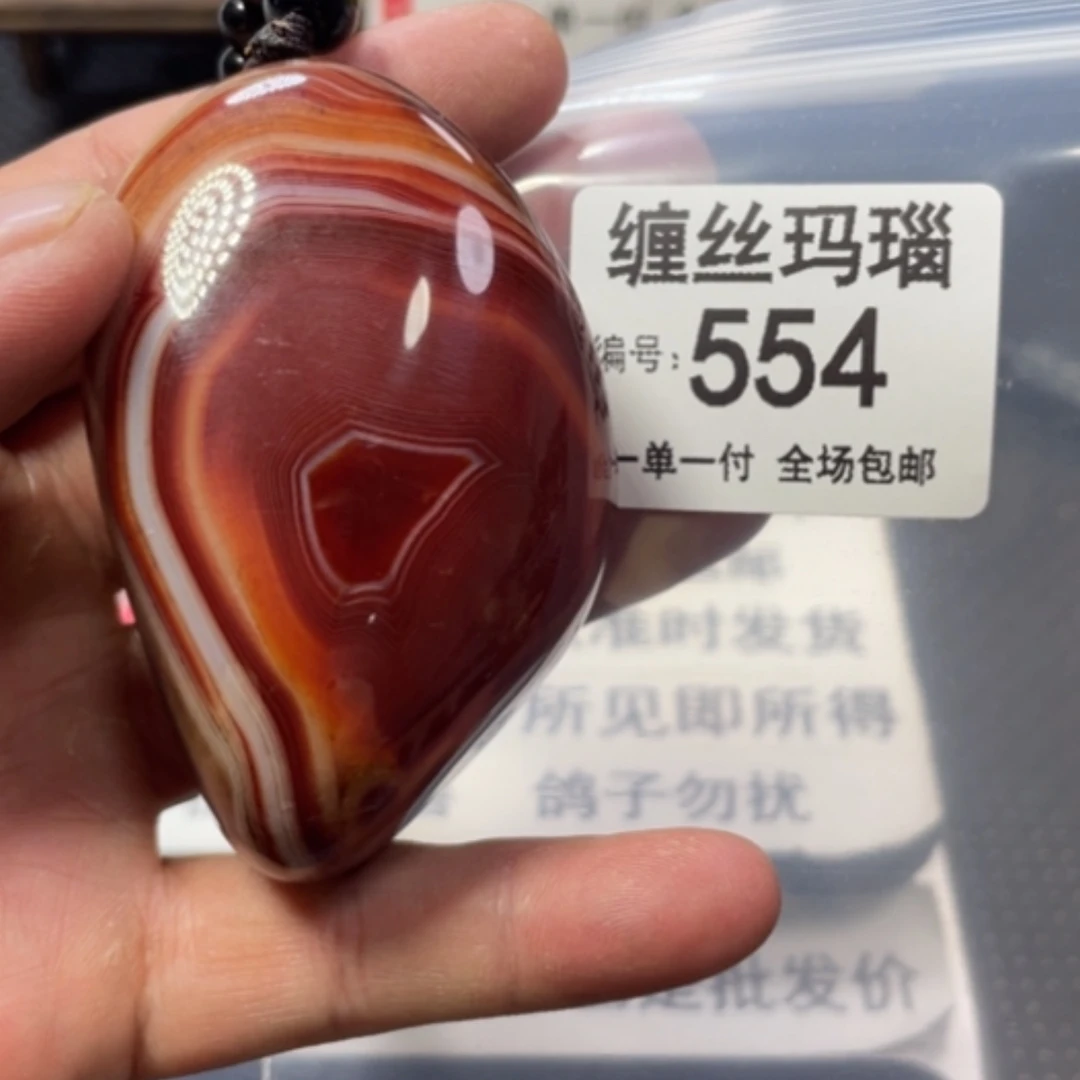 缠丝玛瑙
编号：554
一单一付 全场包邮
准时发货
所见即所得
鸽子勿扰
批发价